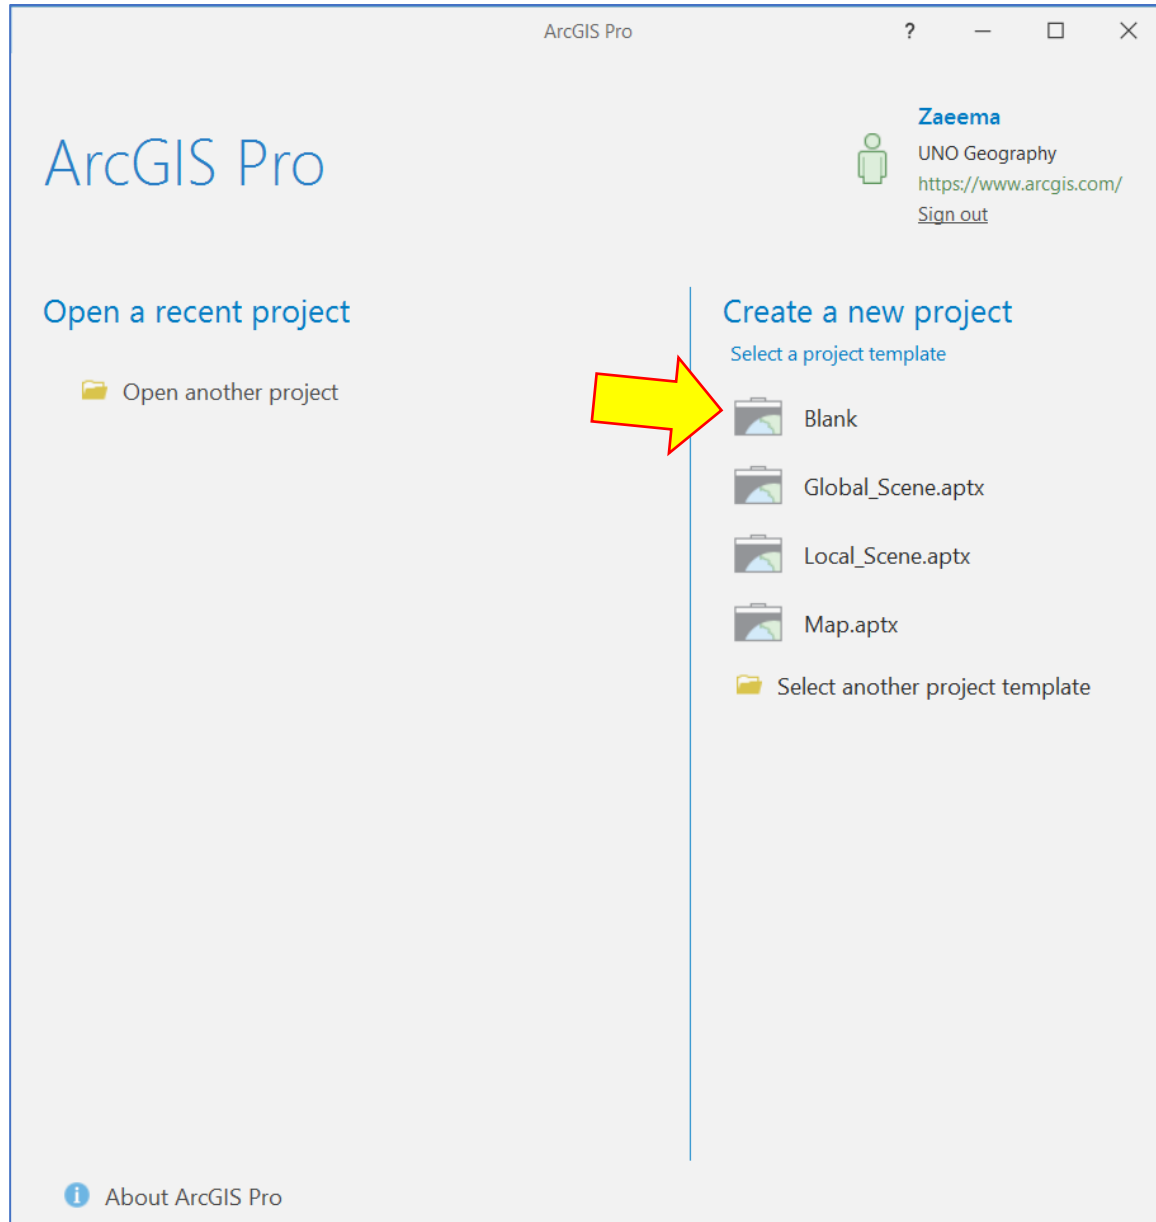 ArcGIS Pro
?
ArcGIS Pro
Zaeema
UNO Geography
https://www.arcgis.com/
Sign out
Open a recent project
Open another project
Create a new project
Select a project template
Blank
Global_Scene.aptx
Local_Scene.aptx
Map.aptx
Select another project template
About ArcGIS Pro